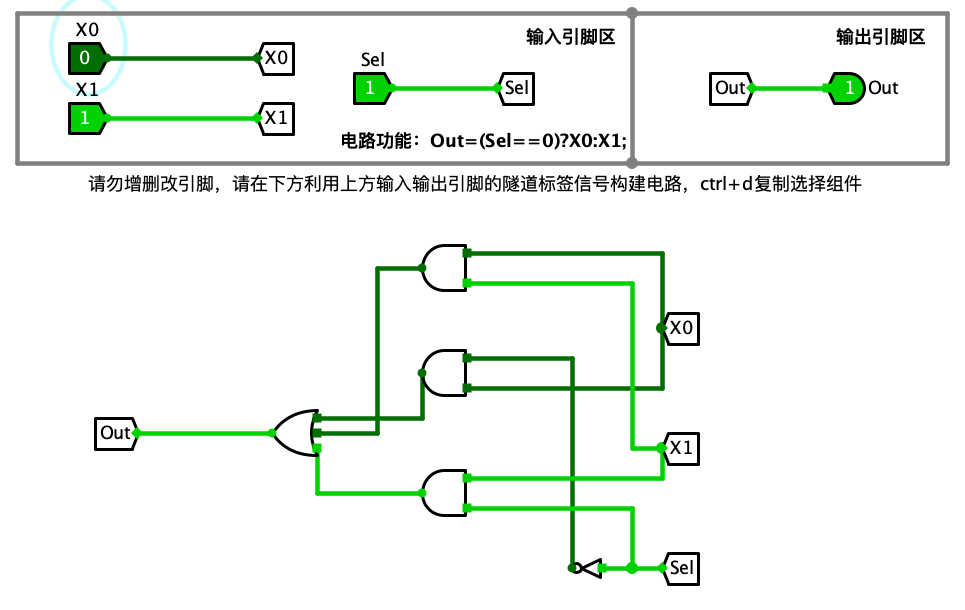 X0
0
X0
X1
1
X1
Sel
1
Sel
输入引脚区
电路功能：Out=(Sel==0)?X0:X1;
输出引脚区
Out
1
Out
请勿增删改引脚，请在下方利用上方输入输出引脚的隧道标签信号构建电路，ctrl+d复制选择组件
X0
Out
X1
Sel